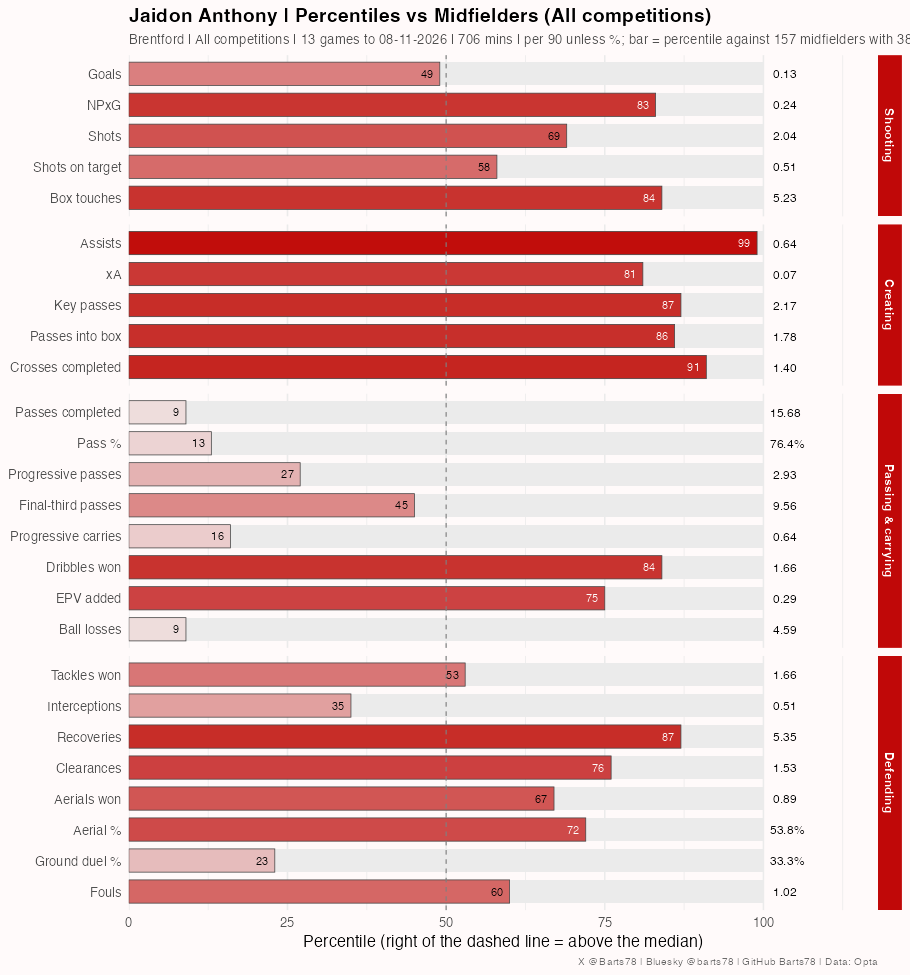 Jaidon Anthony | Percentiles vs Midfielders (All competitions)
Brentford | All competitions | 13 games to 08-11-2026 | 706 mins | per 90 unless %; bar = percentile against 157 midfielders with 38
Goals 49 0.13
NPxG 83 0.24
Shots 69 2.04
Shots on target 58 0.51
Box touches 84 5.23
Shooting
Assists 99 0.64
xA 81 0.07
Key passes 87 2.17
Passes into box 86 1.78
Crosses completed 91 1.40
Creating
Passes completed 9 15.68
Pass % 13 76.4%
Progressive passes 27 2.93
Final-third passes 45 9.56
Progressive carries 16 0.64
Dribbles won 84 1.66
EPV added 75 0.29
Ball losses 9 4.59
Passing & carrying
Tackles won 53 1.66
Interceptions 35 0.51
Recoveries 87 5.35
Clearances 76 1.53
Aerials won 67 0.89
Aerial % 72 53.8%
Ground duel % 23 33.3%
Fouls 60 1.02
Defending
0 25 50 75 100
Percentile (right of the dashed line = above the median)
X @Barts78 | Bluesky @barts78 | GitHub Barts78 | Data: Opta